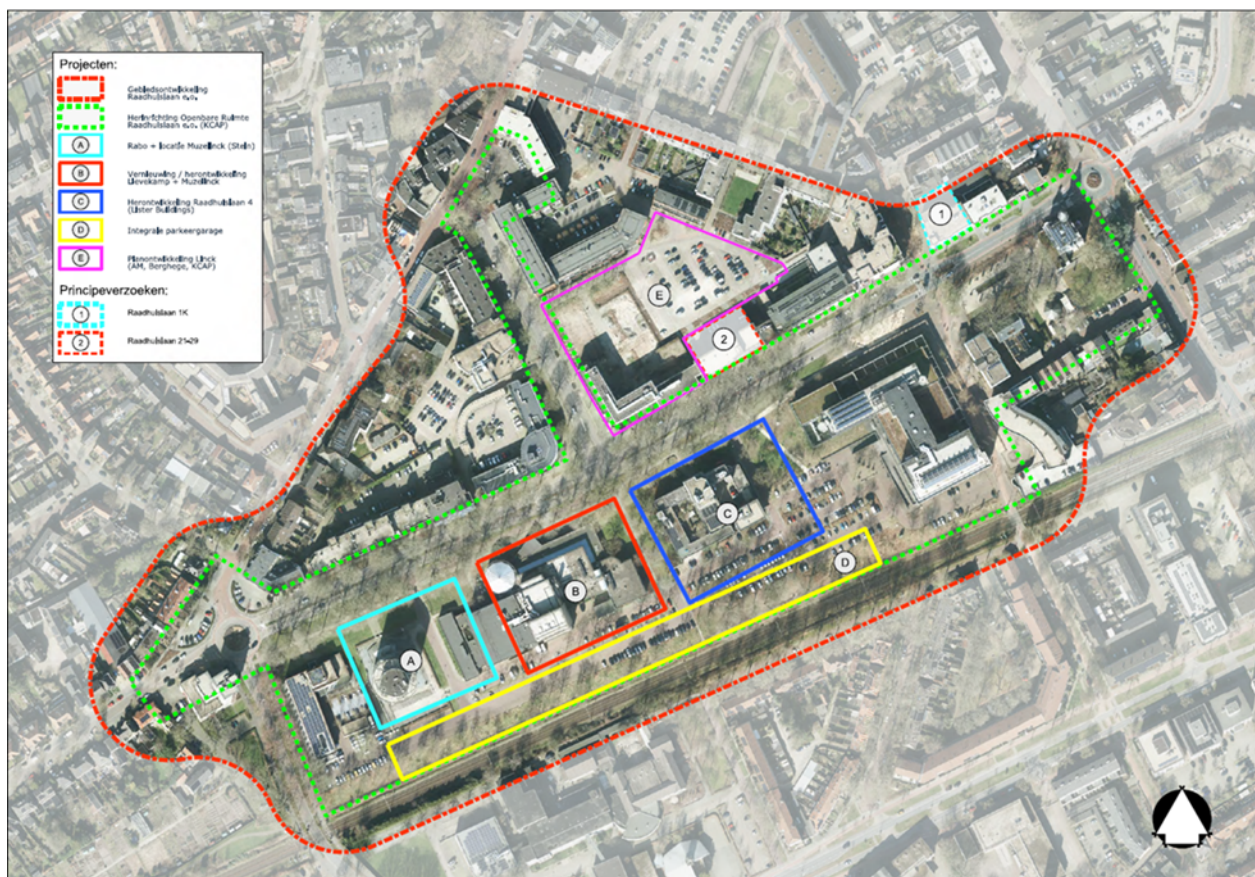 Projecten:
Gebiedsontwikkeling
Raadhuislaan e.o.
Herinrichting Openbare Ruimte
Raadhuislaan e.o. (KCAP)
A
Rabo + locatie Muzelinck (Stein)
B
Vernieuwing / herontwikkeling
Lievekamp + Muzelinck
C
Herontwikkeling Raadhuislaan 4
(Lister Buildings)
D
Integrale parkeergarage
E
Planontwikkeling Linck
(AM, Berghege, KCAP)
Principeverzoeken:
1
Raadhuislaan 1K
2
Raadhuislaan 21-29
1
E
2
C
D
B
A